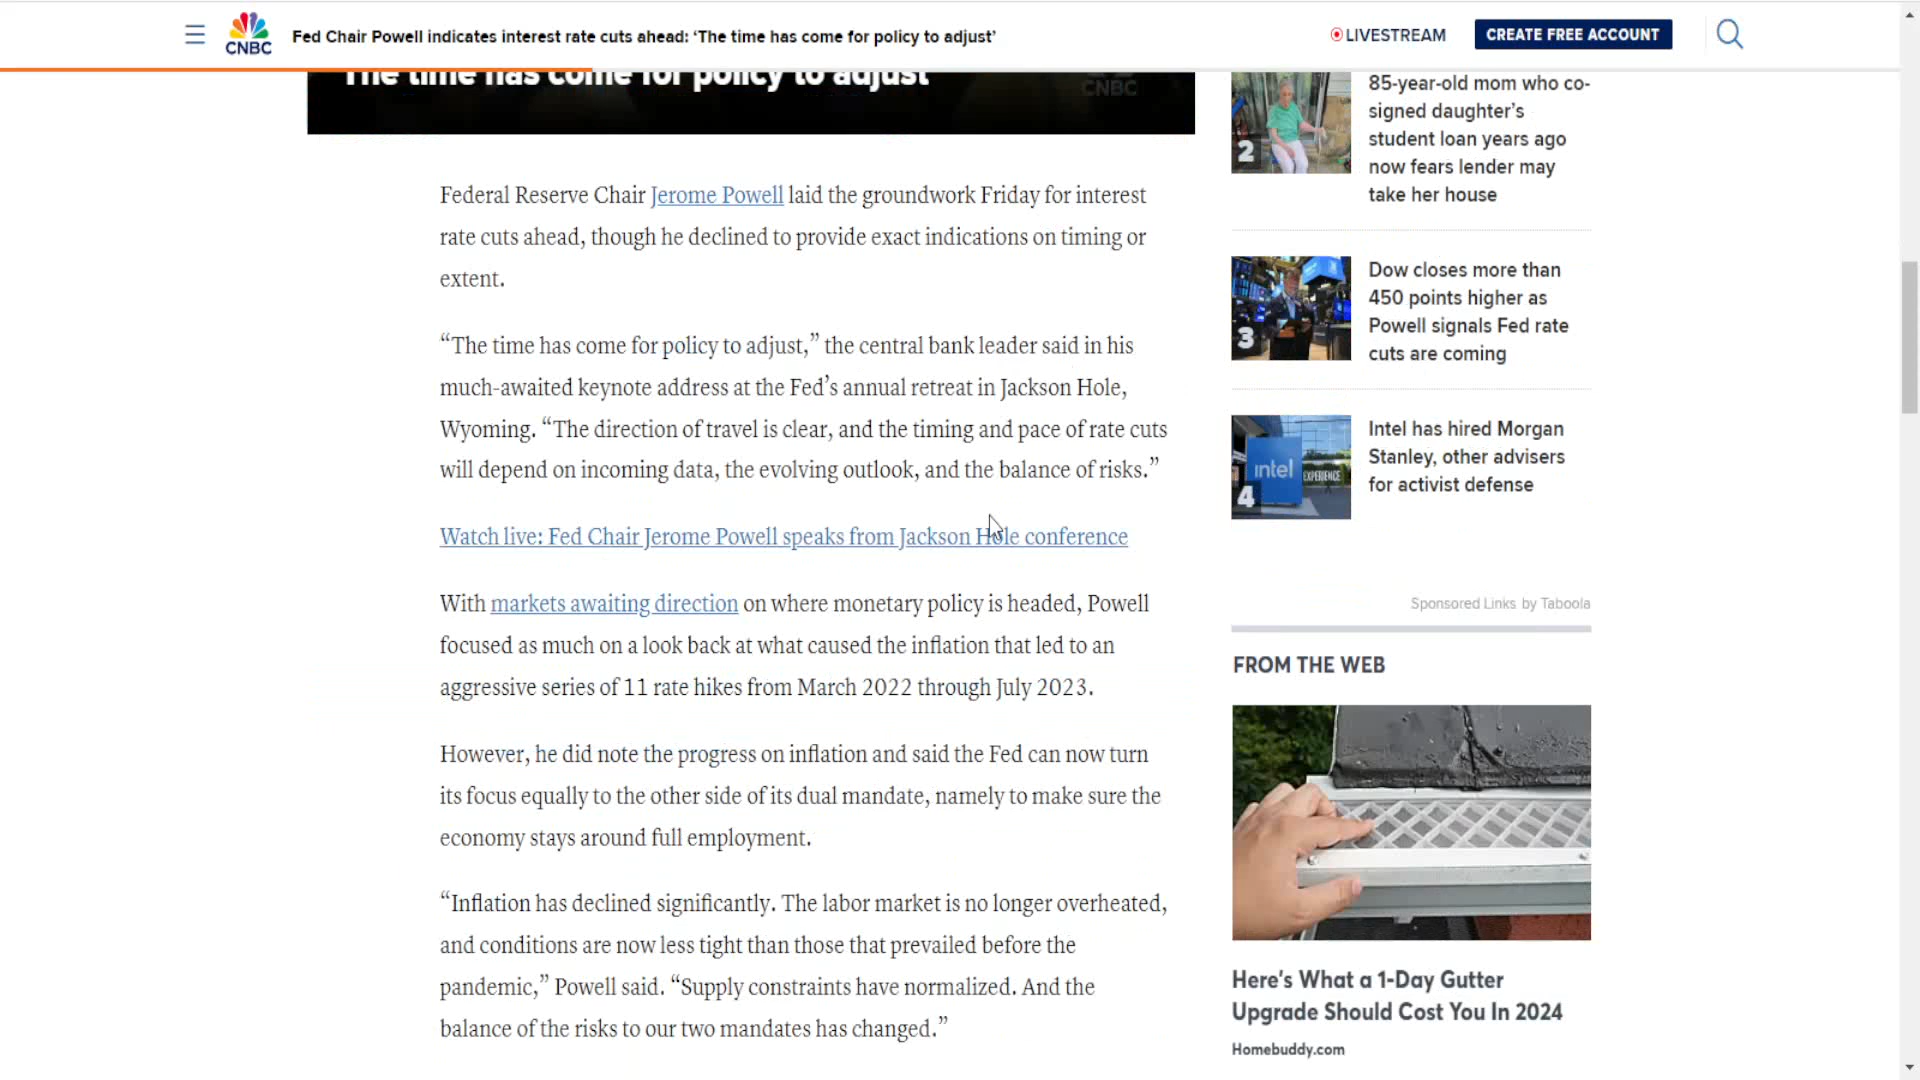 CNBC
Fed Chair Powell indicates interest rate cuts ahead: ‘The time has come for policy to adjust’
LIVESTREAM
CREATE FREE ACCOUNT
The time has come for policy to adjust’
CNBC
Federal Reserve Chair Jerome Powell laid the groundwork Friday for interest
rate cuts ahead, though he declined to provide exact indications on timing or
extent.
“The time has come for policy to adjust,” the central bank leader said in his
much-awaited keynote address at the Fed’s annual retreat in Jackson Hole,
Wyoming. “The direction of travel is clear, and the timing and pace of rate cuts
will depend on incoming data, the evolving outlook, and the balance of risks.”
Watch live: Fed Chair Jerome Powell speaks from Jackson Hole conference
With markets awaiting direction on where monetary policy is headed, Powell
focused as much on a look back at what caused the inflation that led to an
aggressive series of 11 rate hikes from March 2022 through July 2023.
However, he did note the progress on inflation and said the Fed can now turn
its focus equally to the other side of its dual mandate, namely to make sure the
economy stays around full employment.
“Inflation has declined significantly. The labor market is no longer overheated,
and conditions are now less tight than those that prevailed before the
pandemic,” Powell said. “Supply constraints have normalized. And the
balance of the risks to our two mandates has changed.”
2
85-year-old mom who co-
signed daughter’s
student loan years ago
now fears lender may
take her house
3
Dow closes more than
450 points higher as
Powell signals Fed rate
cuts are coming
intel
EXPERIENCE
4
Intel has hired Morgan
Stanley, other advisers
for activist defense
Sponsored Links by Taboola
FROM THE WEB
Here’s What a 1-Day Gutter
Upgrade Should Cost You In 2024
Homebuddy.com